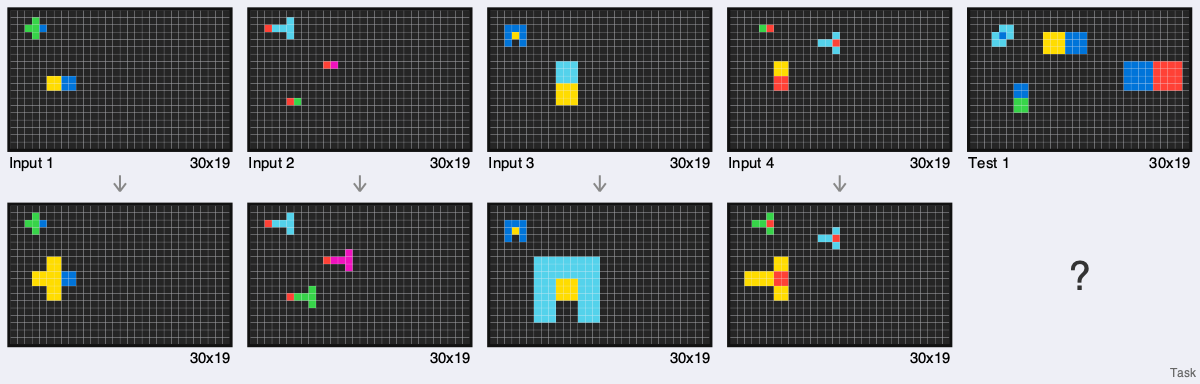 Input 1 30x19
Input 2 30x19
Input 3 30x19
Input 4 30x19
Test 1 30x19
?
30x19
30x19
30x19
30x19
Task